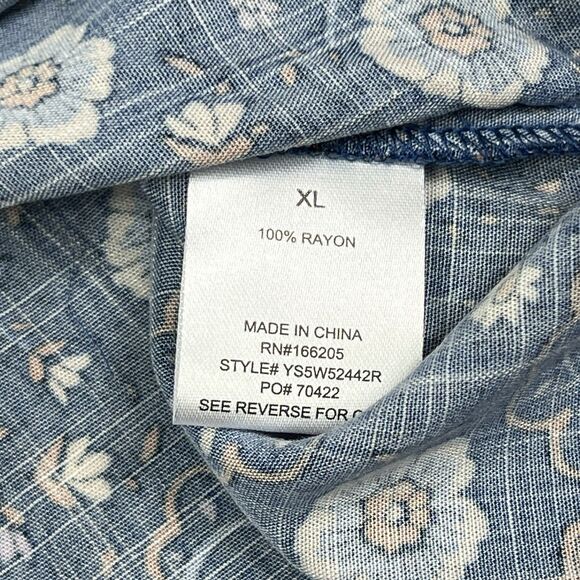 XL
100% RAYON
MADE IN CHINA
RN#166205
STYLE# YS5W52442R
PO# 70422
SEE REVERSE FOR